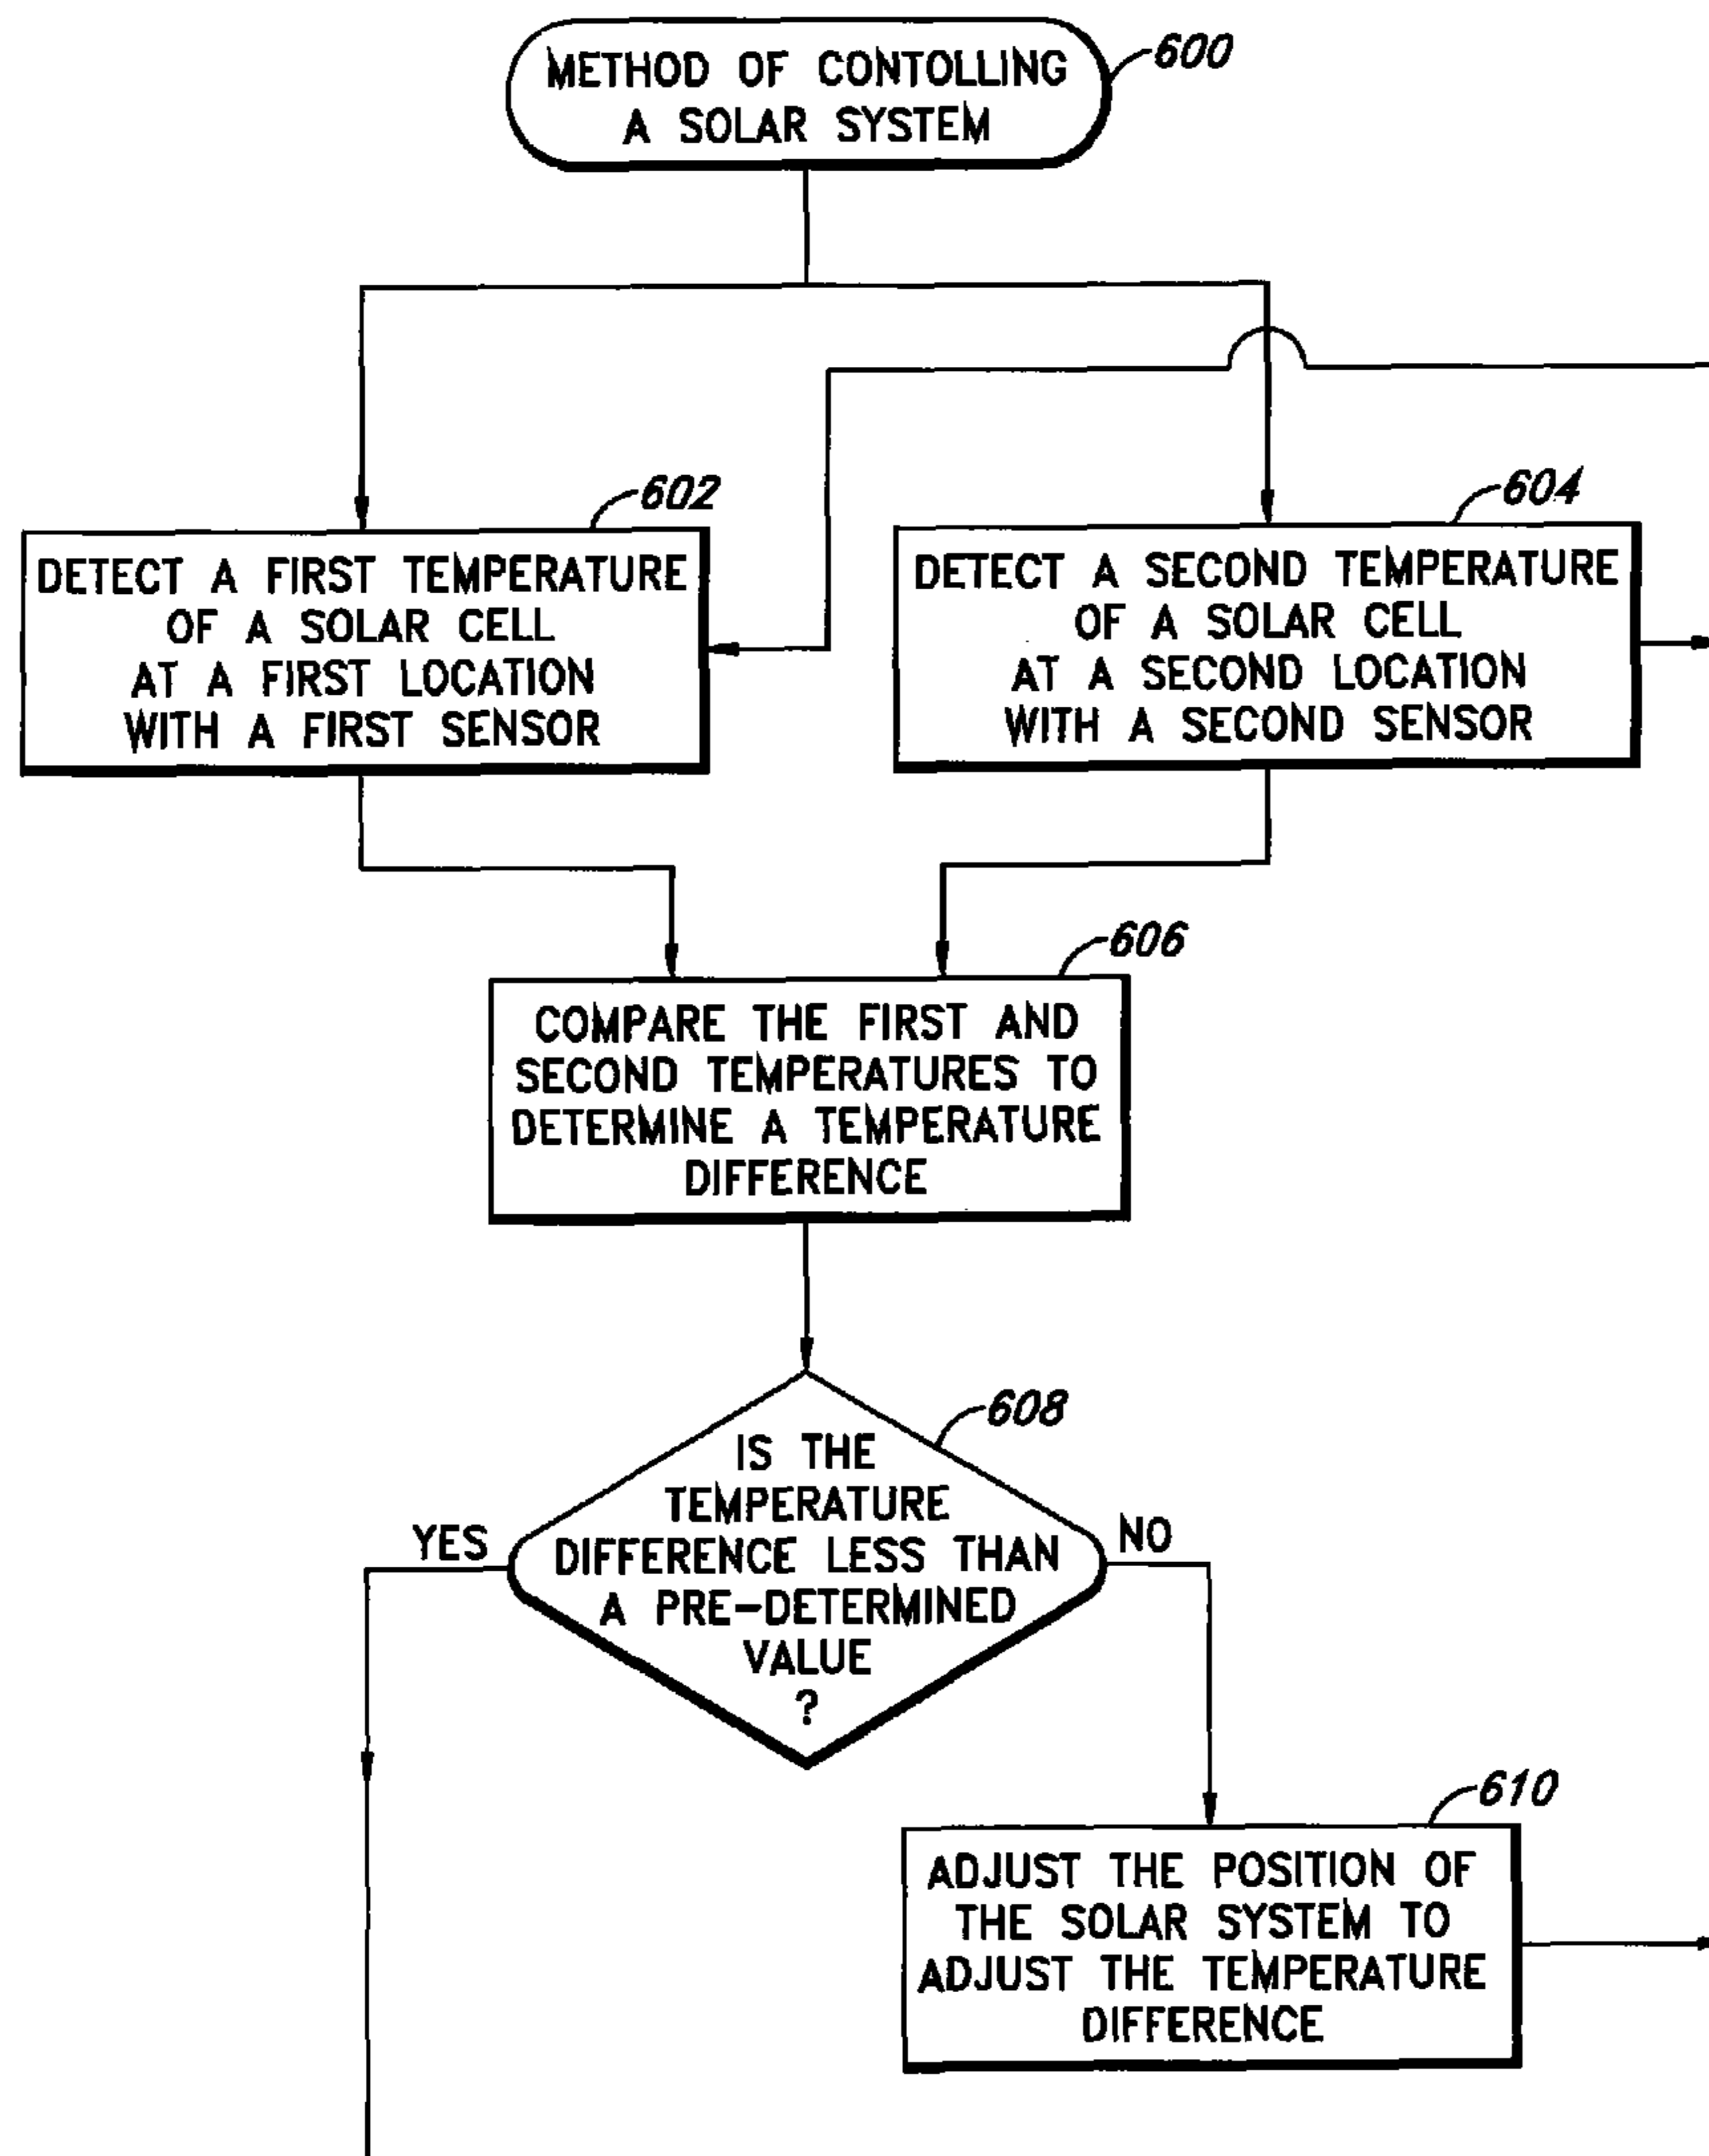 METHOD OF CONTOLLING
A SOLAR SYSTEM
600
602
DETECT A FIRST TEMPERATURE
OF A SOLAR CELL
AT A FIRST LOCATION
WITH A FIRST SENSOR
604
DETECT A SECOND TEMPERATURE
OF A SOLAR CELL
AT A SECOND LOCATION
WITH A SECOND SENSOR
606
COMPARE THE FIRST AND
SECOND TEMPERATURES TO
DETERMINE A TEMPERATURE
DIFFERENCE
608
IS THE
TEMPERATURE
DIFFERENCE LESS THAN
A PRE-DETERMINED
VALUE
?
YES
NO
610
ADJUST THE POSITION OF
THE SOLAR SYSTEM TO
ADJUST THE TEMPERATURE
DIFFERENCE